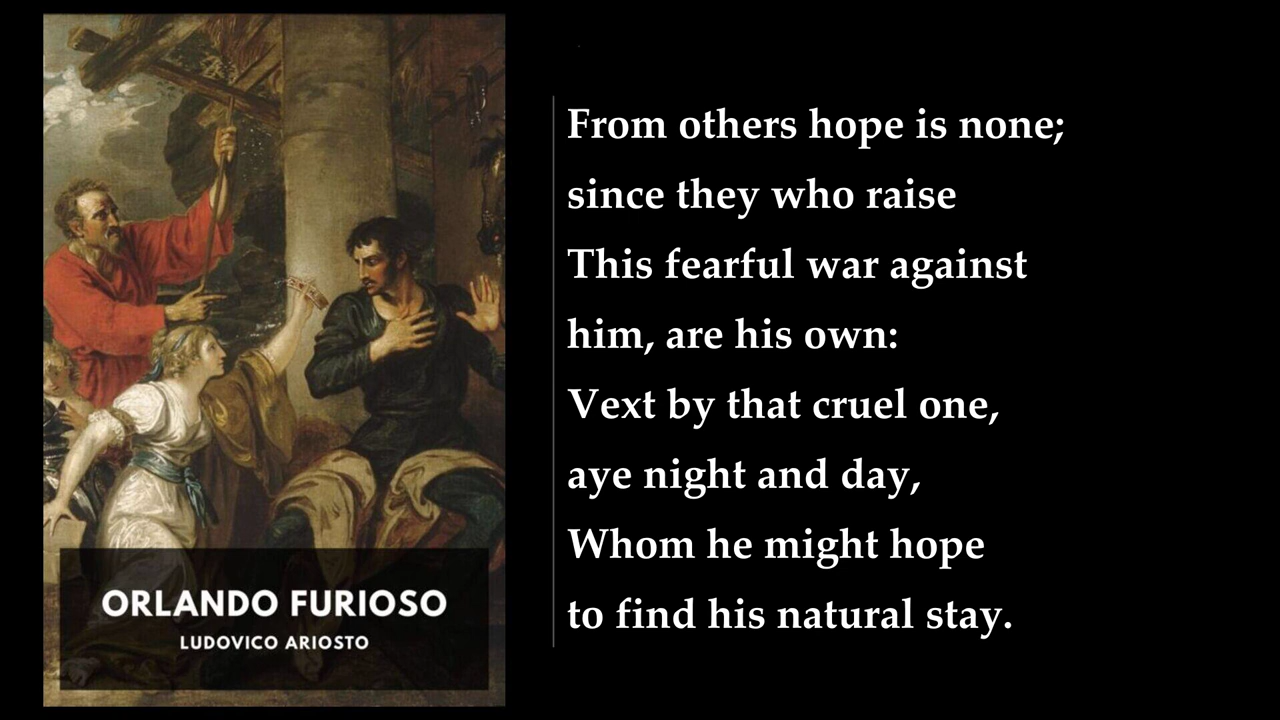 From others hope is none;
since they who raise
This fearful war against
him, are his own:
Vext by that cruel one,
aye night and day,
Whom he might hope
to find his natural stay.
ORLANDO FURIOSO
LUDOVICO ARIOSTO